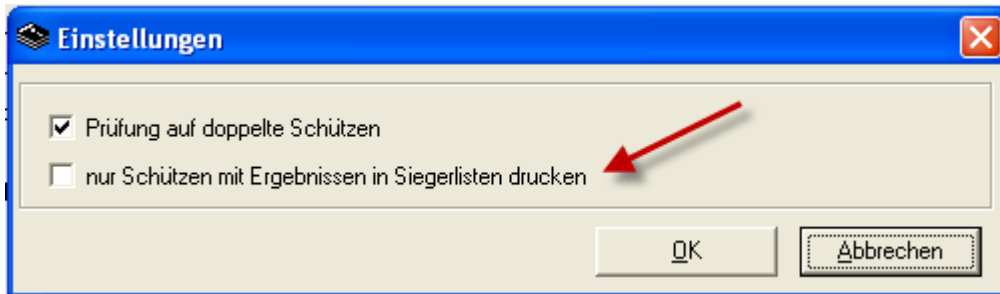 Einstellungen
Prüfung auf doppelte Schützen
nur Schützen mit Ergebnissen in Siegerlisten drucken
OK
Abbrechen